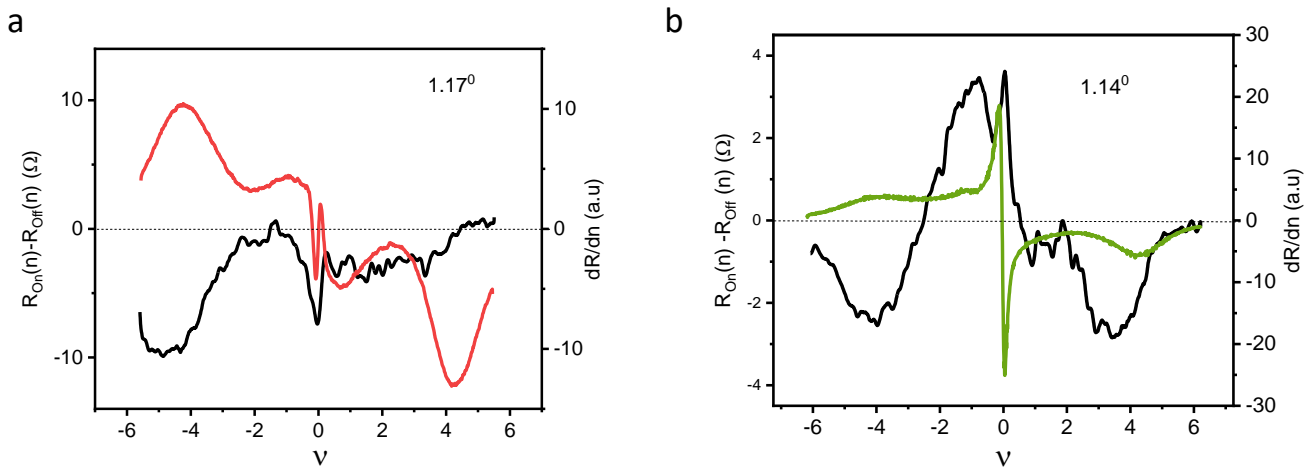 a
1.17⁰
10
0
-10
R_On(n)-R_Off(n) (Ω)
10
0
-10
dR/dn (a.u)
-6 -4 -2 0 2 4 6
ν
b
1.14⁰
4
2
0
-2
-4
R_On(n) -R_Off (n) (Ω)
30
20
10
0
-10
-20
-30
dR/dn (a.u)
-6 -4 -2 0 2 4 6
ν